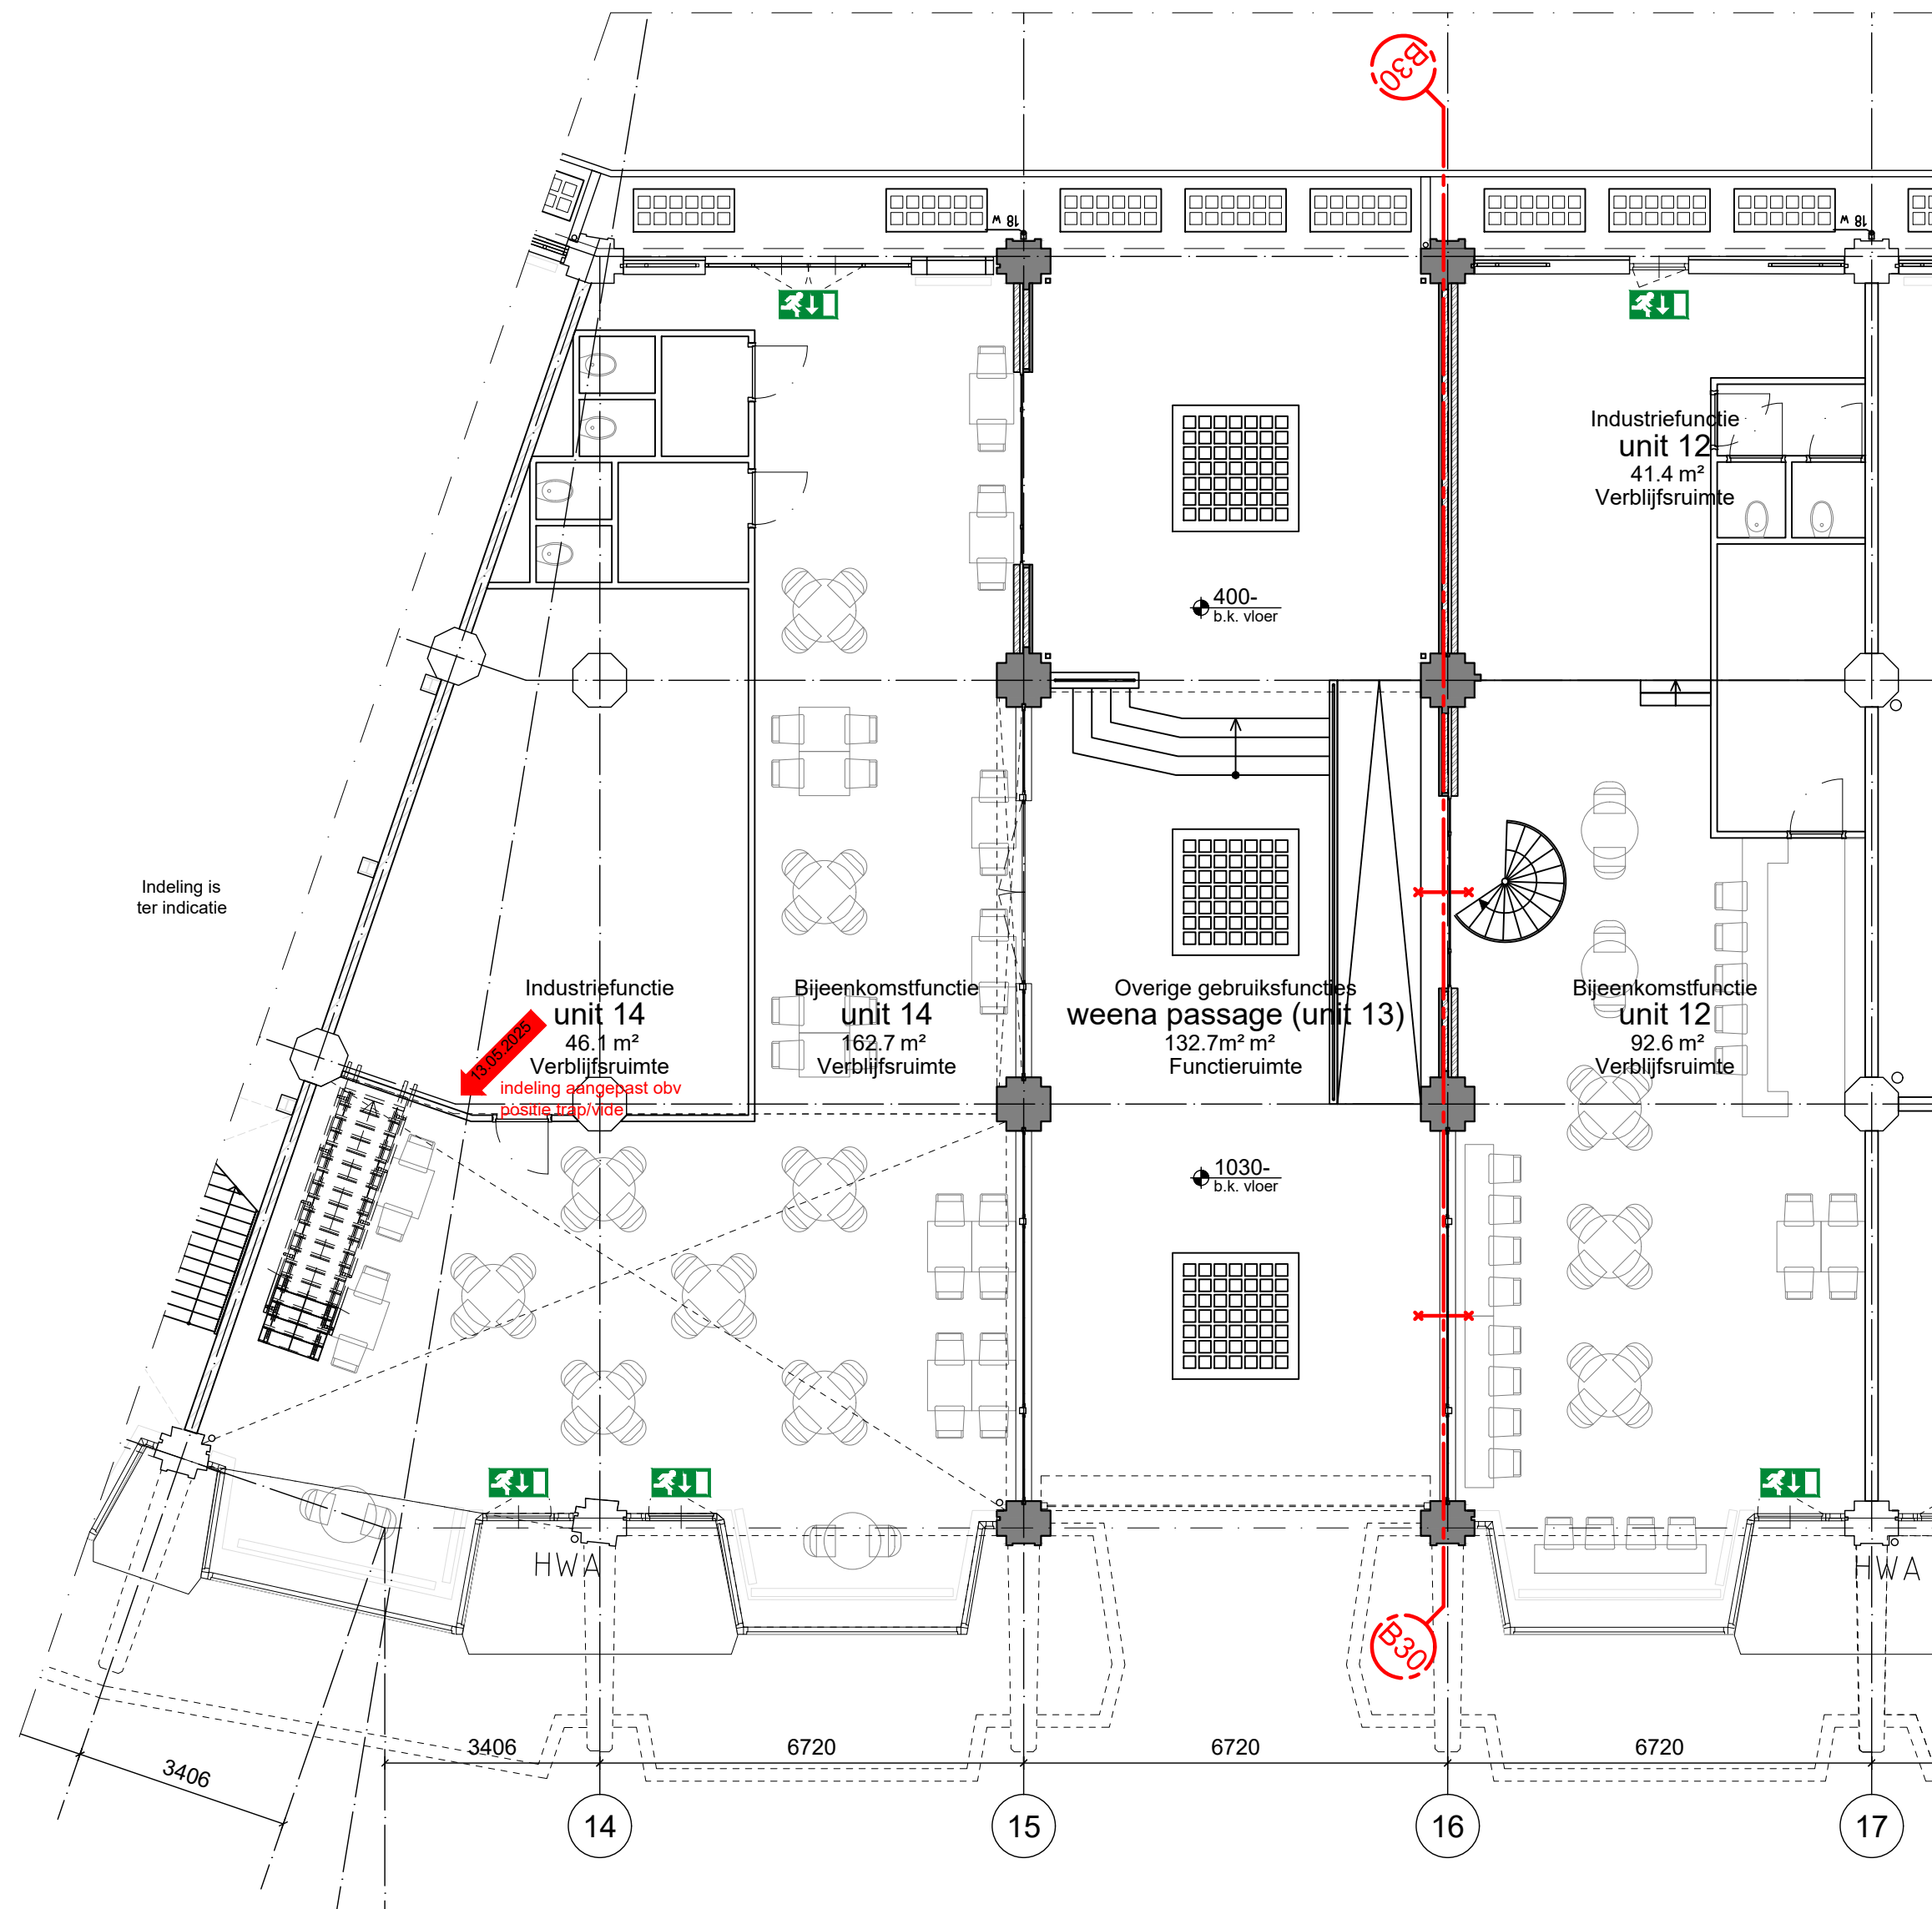 B30
18 W
18 W
Industriefunctie
unit 12
41.4 m²
Verblijfsruimte
400-
b.k. vloer
Indeling is
ter indicatie
Industriefunctie
unit 14
46.1 m²
Verblijfsruimte
13.05.2025
indeling aangepast obv
positie trap/vide
Bijeenkomstfunctie
unit 14
162.7 m²
Verblijfsruimte
Overige gebruiksfuncties
weena passage (unit 13)
132.7m² m²
Functieruimte
Bijeenkomstfunctie
unit 12
92.6 m²
Verblijfsruimte
1030-
b.k. vloer
HWA
HWA
B30
3406
3406
6720
6720
6720
14
15
16
17